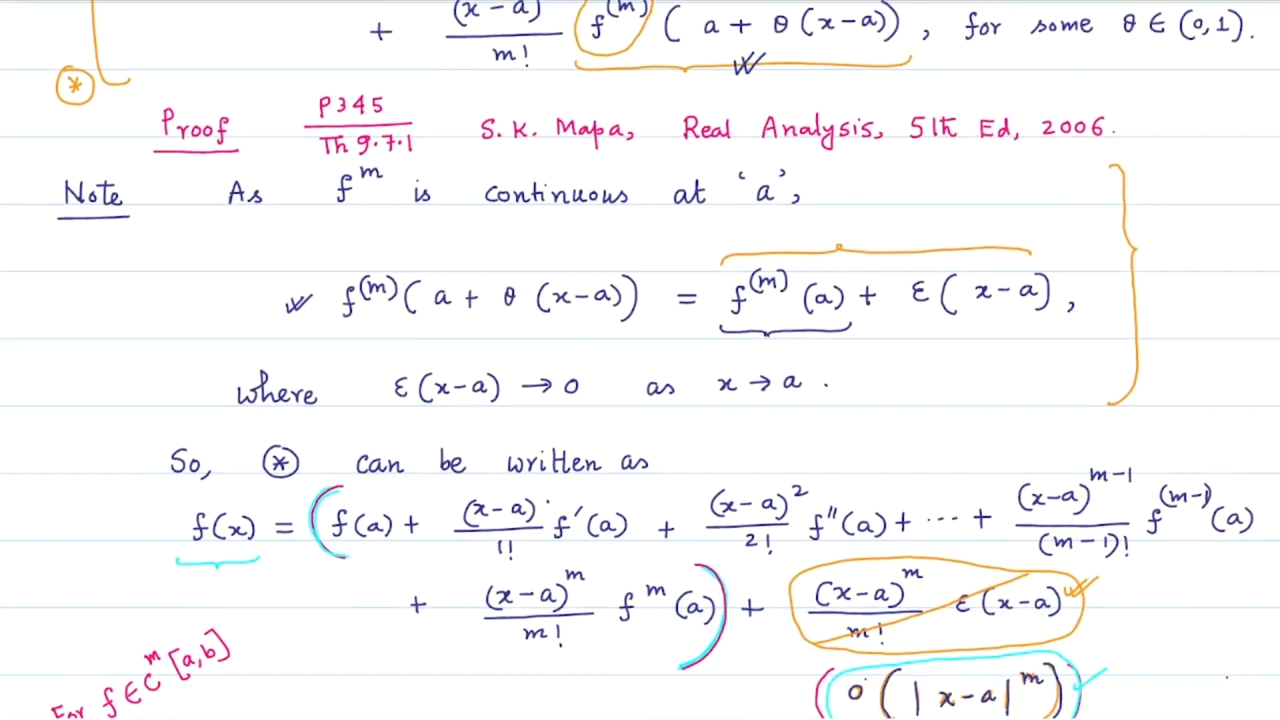 + (x-a)/m! f^(m) ( a + θ (x-a)) , for some θ ∈ (0,1).
(*)
Proof P345/Th 9.7.1 S.K. Mapa, Real Analysis, 5th Ed, 2006.
Note As f^m is continuous at 'a',
f^(m) ( a + θ (x-a)) = f^(m) (a) + ε ( x-a),
where ε (x-a) → 0 as x → a .
So, (*) can be written as
f(x) = ( f(a) + (x-a)/1! f'(a) + (x-a)^2/2! f''(a) + ... + (x-a)^(m-1)/(m-1)! f^(m-1) (a)
+ (x-a)^m/m! f^m (a) ) + (x-a)^m/m! ε (x-a)
For f ∈ C^m [a,b]
( o ( |x-a|^m ) )